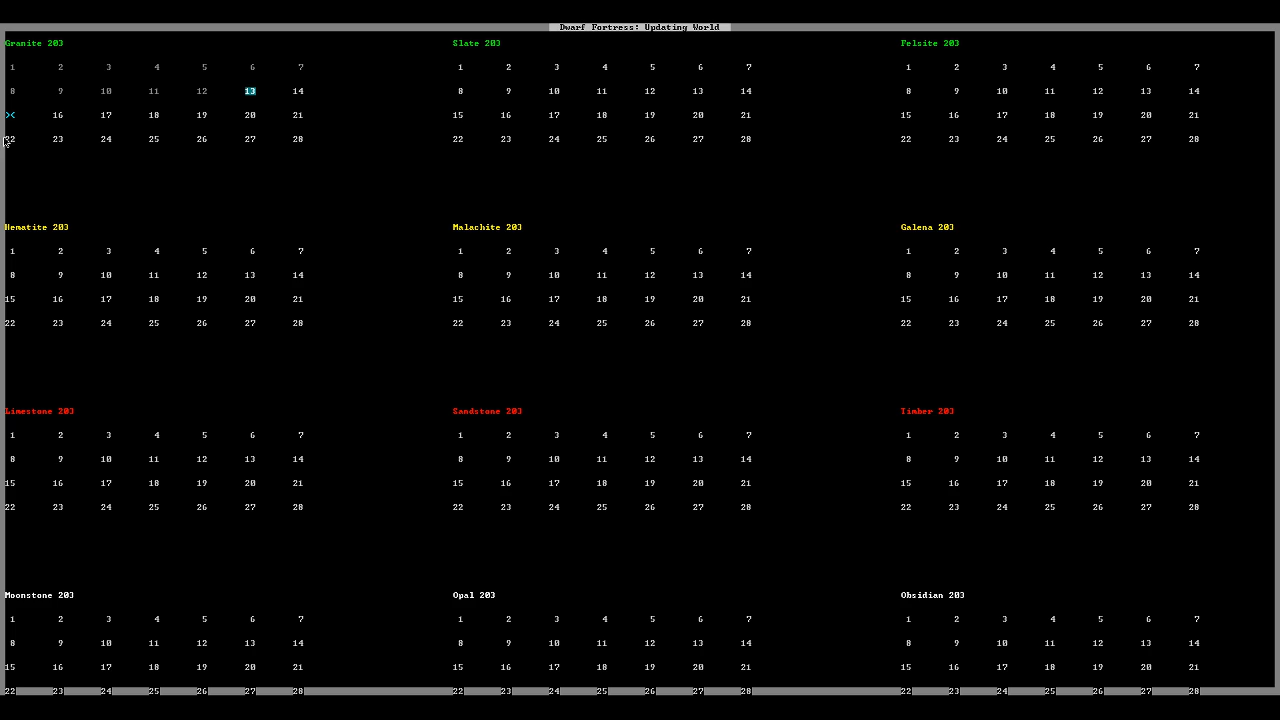 Dwarf Fortress: Updating World
Granite 203 Slate 203 Felsite 203
1 2 3 4 5 6 7 1 2 3 4 5 6 7 1 2 3 4 5 6 7
8 9 10 11 12 13 14 8 9 10 11 12 13 14 8 9 10 11 12 13 14
>< 16 17 18 19 20 21 15 16 17 18 19 20 21 15 16 17 18 19 20 21
22 23 24 25 26 27 28 22 23 24 25 26 27 28 22 23 24 25 26 27 28
Hematite 203 Malachite 203 Galena 203
1 2 3 4 5 6 7 1 2 3 4 5 6 7 1 2 3 4 5 6 7
8 9 10 11 12 13 14 8 9 10 11 12 13 14 8 9 10 11 12 13 14
15 16 17 18 19 20 21 15 16 17 18 19 20 21 15 16 17 18 19 20 21
22 23 24 25 26 27 28 22 23 24 25 26 27 28 22 23 24 25 26 27 28
Limestone 203 Sandstone 203 Timber 203
1 2 3 4 5 6 7 1 2 3 4 5 6 7 1 2 3 4 5 6 7
8 9 10 11 12 13 14 8 9 10 11 12 13 14 8 9 10 11 12 13 14
15 16 17 18 19 20 21 15 16 17 18 19 20 21 15 16 17 18 19 20 21
22 23 24 25 26 27 28 22 23 24 25 26 27 28 22 23 24 25 26 27 28
Moonstone 203 Opal 203 Obsidian 203
1 2 3 4 5 6 7 1 2 3 4 5 6 7 1 2 3 4 5 6 7
8 9 10 11 12 13 14 8 9 10 11 12 13 14 8 9 10 11 12 13 14
15 16 17 18 19 20 21 15 16 17 18 19 20 21 15 16 17 18 19 20 21
22 23 24 25 26 27 28 22 23 24 25 26 27 28 22 23 24 25 26 27 28